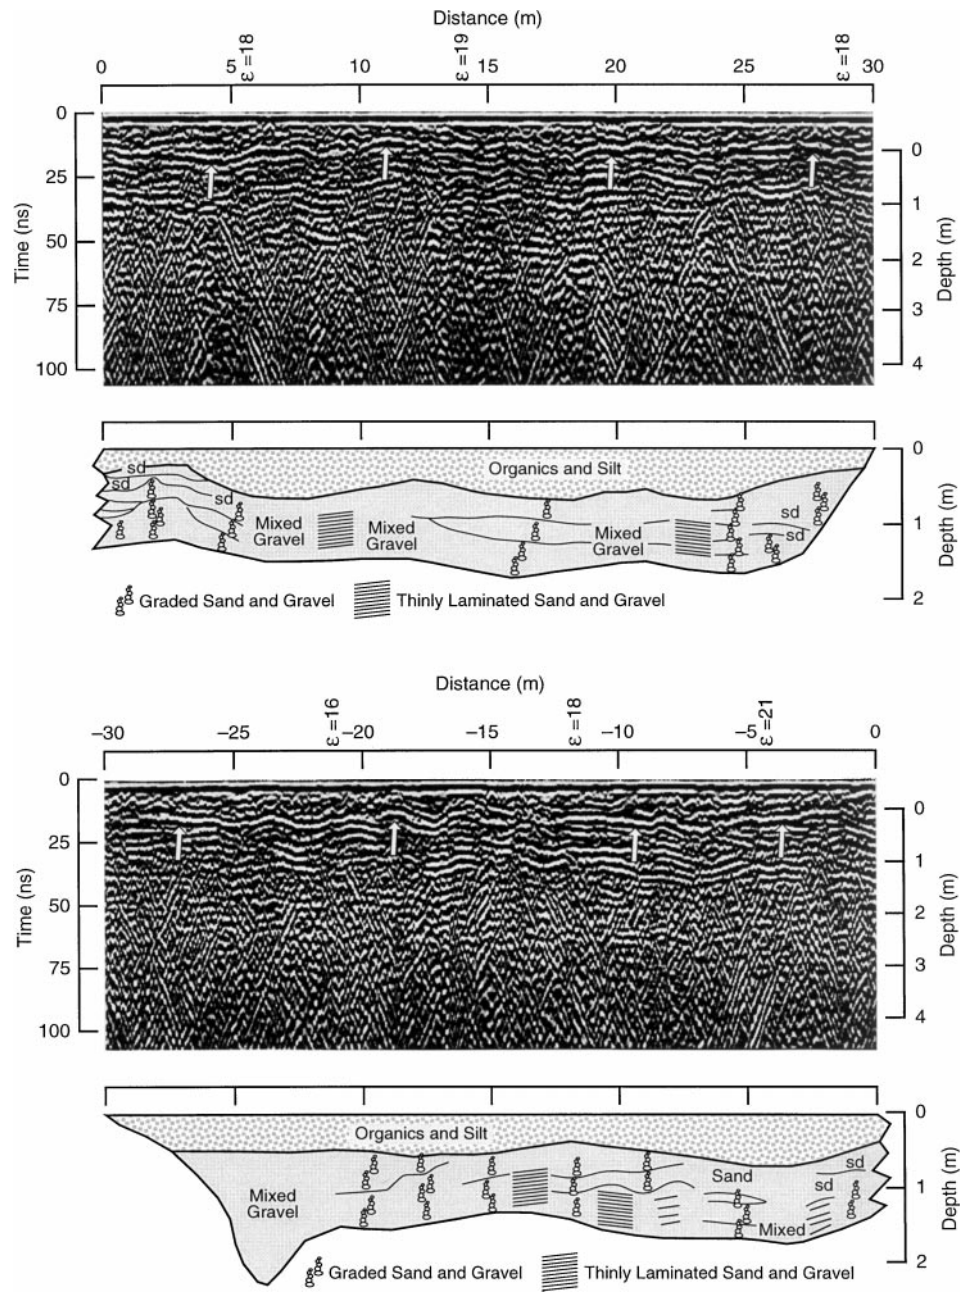 Distance (m)
0 5 ε=18 10 ε=19 15 20 25 ε=18 30
Time (ns)
0
25
50
75
100
Depth (m)
0
1
2
3
4
Organics and Silt
sd
sd
sd
Mixed
Gravel
Mixed
Gravel
Mixed
Gravel
sd
sd
Depth (m)
0
1
2
Graded Sand and Gravel Thinly Laminated Sand and Gravel
Distance (m)
–30 –25 ε=16 –20 –15 ε=18 –10 –5 ε=21 0
Time (ns)
0
25
50
75
100
Depth (m)
0
1
2
3
4
Organics and Silt
Mixed
Gravel
Sand
sd
sd
Mixed
Depth (m)
0
1
2
Graded Sand and Gravel Thinly Laminated Sand and Gravel